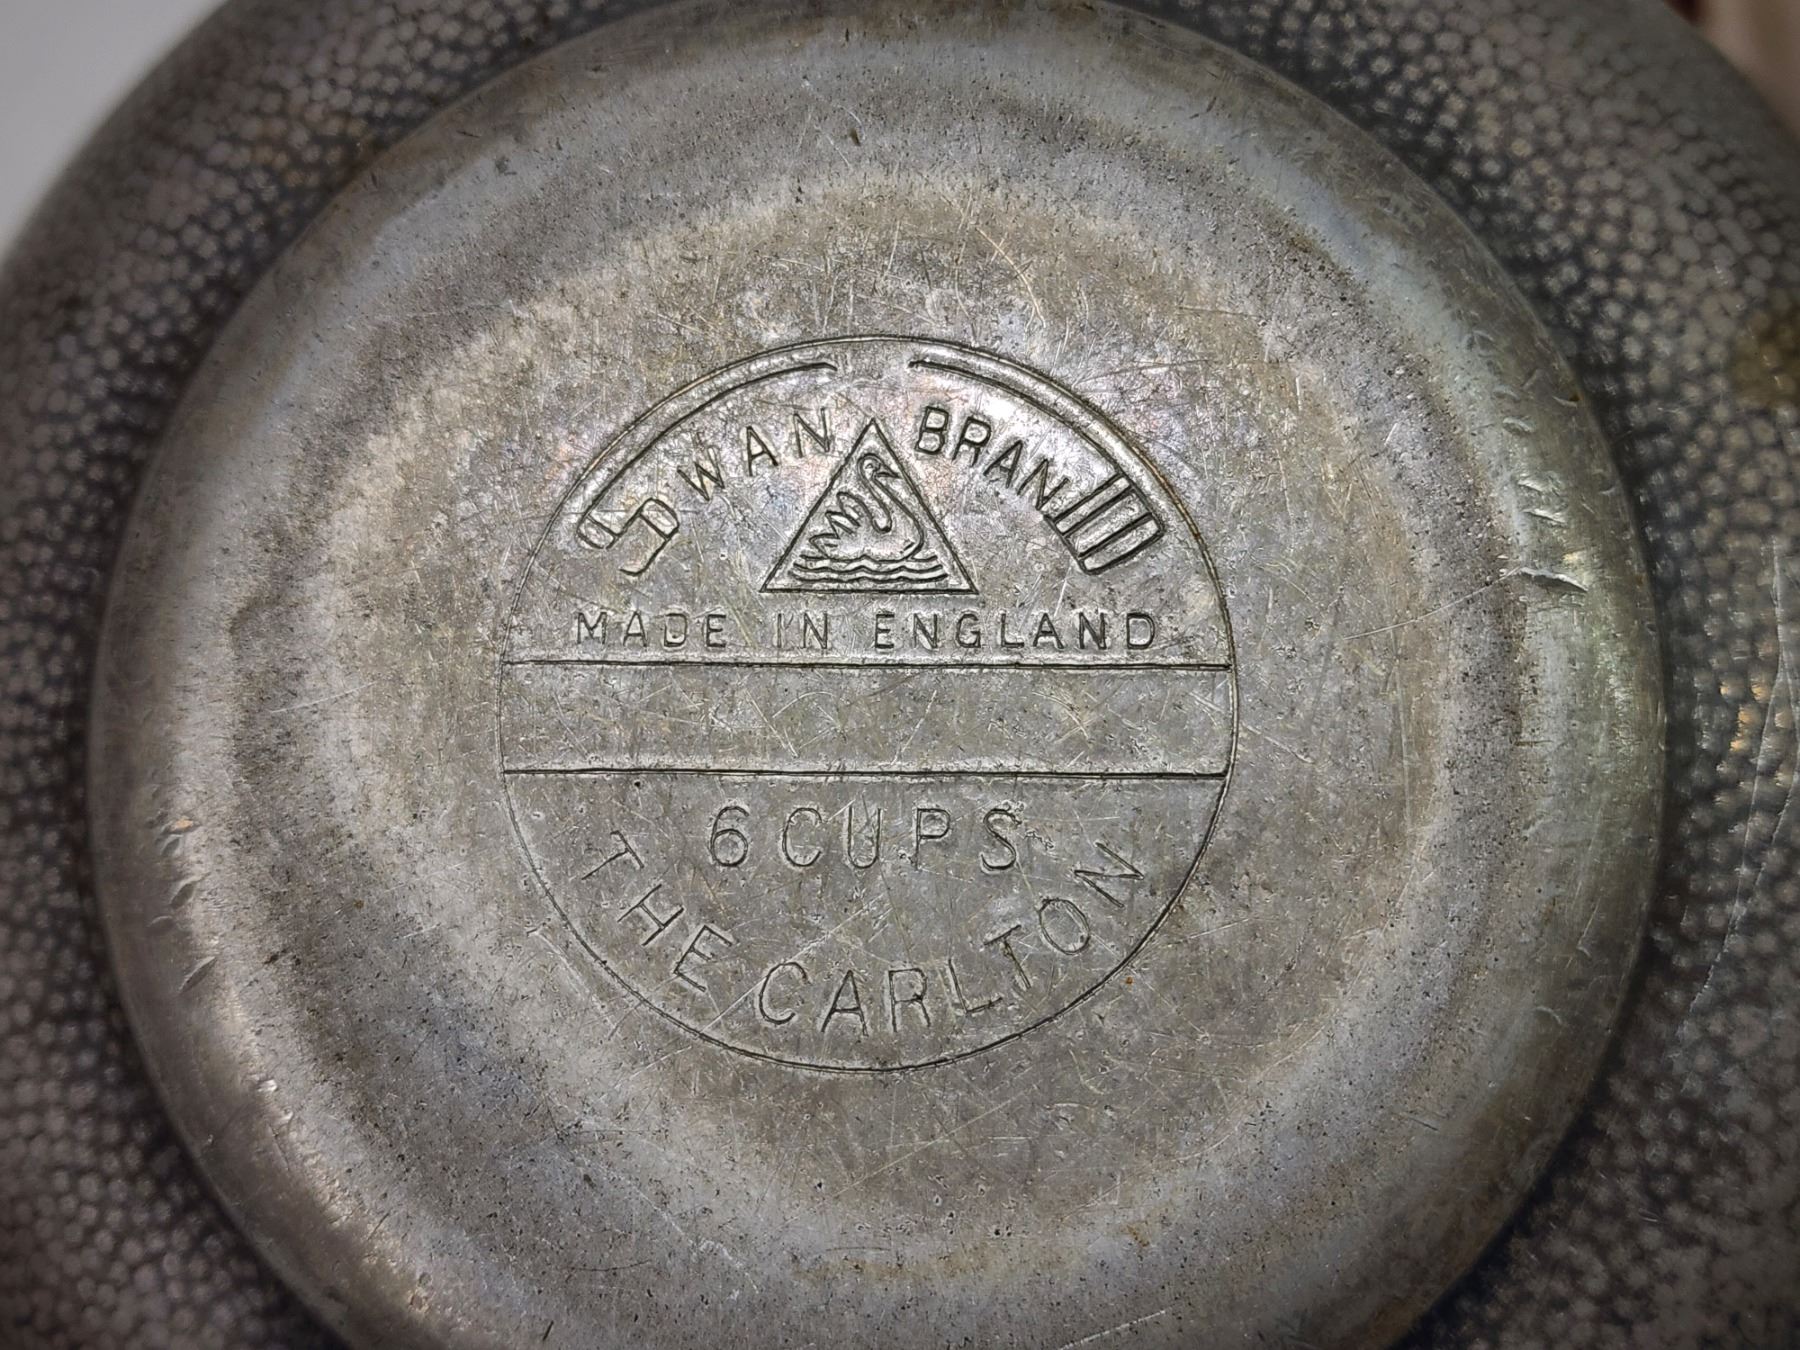 SWAN BRAND
MADE IN ENGLAND
6 CUPS
THE CARLTON